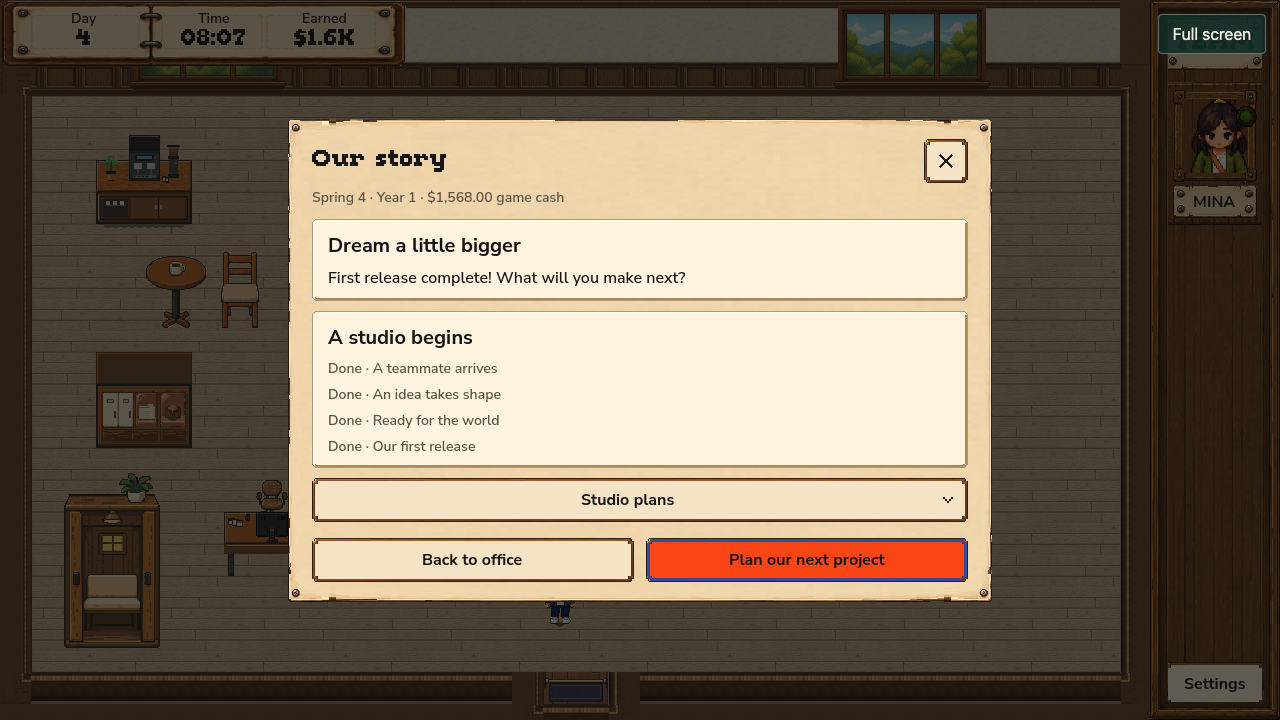 Day
4
Time
08:07
Earned
$1.6K
Full screen
Our story
Spring 4 · Year 1 · $1,568.00 game cash
Dream a little bigger
First release complete! What will you make next?
A studio begins
Done · A teammate arrives
Done · An idea takes shape
Done · Ready for the world
Done · Our first release
Studio plans
Back to office
Plan our next project
MINA
Settings